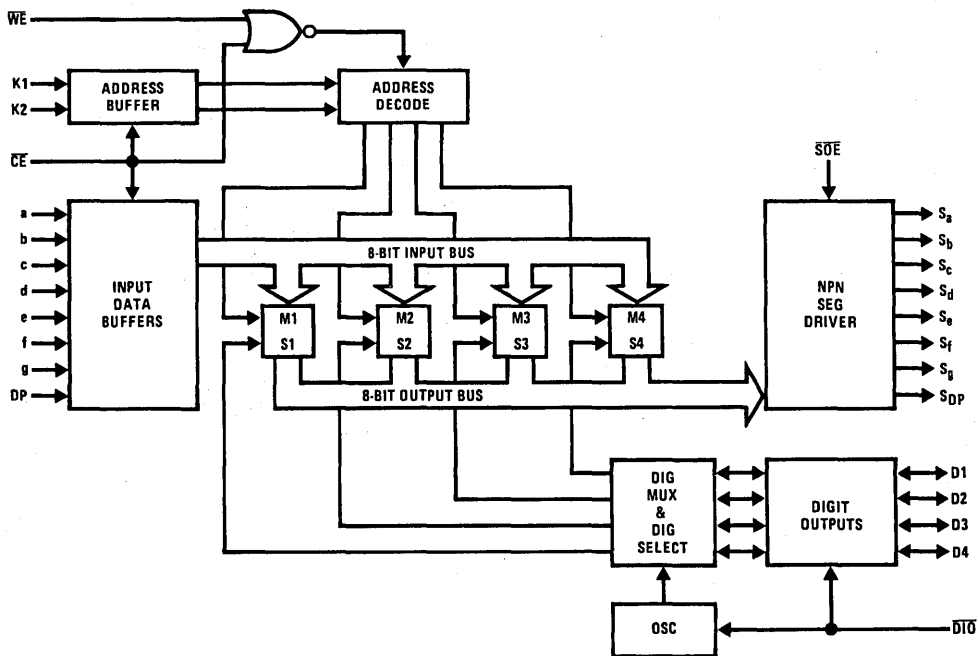 WE
K1
K2
ADDRESS
BUFFER
ADDRESS
DECODE
CE
SOE
a
b
c
d
e
f
g
DP
INPUT
DATA
BUFFERS
8-BIT INPUT BUS
M1
S1
M2
S2
M3
S3
M4
S4
8-BIT OUTPUT BUS
NPN
SEG
DRIVER
Sa
Sb
Sc
Sd
Se
Sf
Sg
SDP
DIG
MUX
&
DIG
SELECT
DIGIT
OUTPUTS
D1
D2
D3
D4
OSC
DIO